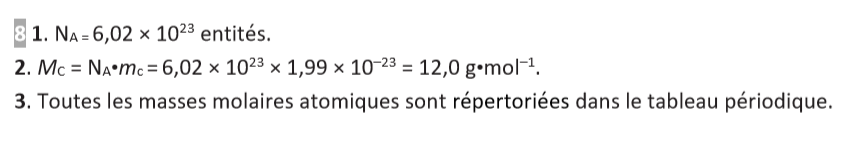 8 1. NA = 6,02 × 10²³ entités.
2. MC = NA•mC = 6,02 × 10²³ × 1,99 × 10⁻²³ = 12,0 g•mol⁻¹.
3. Toutes les masses molaires atomiques sont répertoriées dans le tableau périodique.